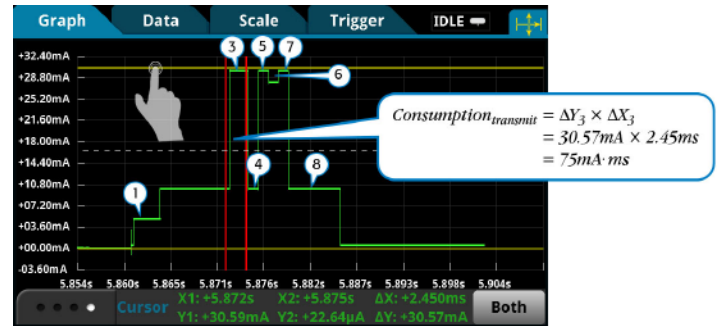 Graph Data Scale Trigger IDLE
+32.40mA
3 5 7
+28.80mA
6
+25.20mA
+21.60mA
Consumptiontransmit = ΔY3 × ΔX3
+18.00mA
= 30.57mA × 2.45ms
+14.40mA
= 75mA·ms
4 8
+10.80mA
1
+07.20mA
+03.60mA
+00.00mA
-03.60mA
5.854s 5.860s 5.865s 5.871s 5.876s 5.882s 5.887s 5.893s 5.898s 5.904s
Cursor
X1: +5.872s X2: +5.875s ΔX: +2.450ms
Y1: +30.59mA Y2: +22.64µA ΔY: +30.57mA
Both